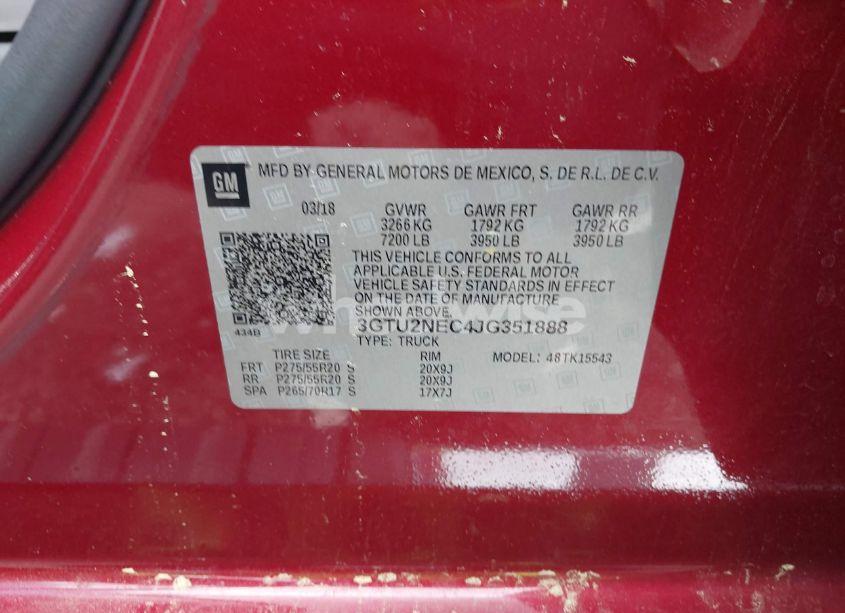 GM
MFD BY GENERAL MOTORS DE MEXICO, S. DE R.L. DE C.V.
03/18 GVWR GAWR FRT GAWR RR
3266 KG 1792 KG 1792 KG
7200 LB 3950 LB 3950 LB
THIS VEHICLE CONFORMS TO ALL
APPLICABLE U.S. FEDERAL MOTOR
VEHICLE SAFETY STANDARDS IN EFFECT
ON THE DATE OF MANUFACTURE
SHOWN ABOVE.
434B 3GTU2NEC4JG351888
TYPE: TRUCK
TIRE SIZE RIM MODEL: 48TK15543
FRT P275/55R20 S 20X9J
RR P275/55R20 S 20X9J
SPA P265/70R17 S 17X7J